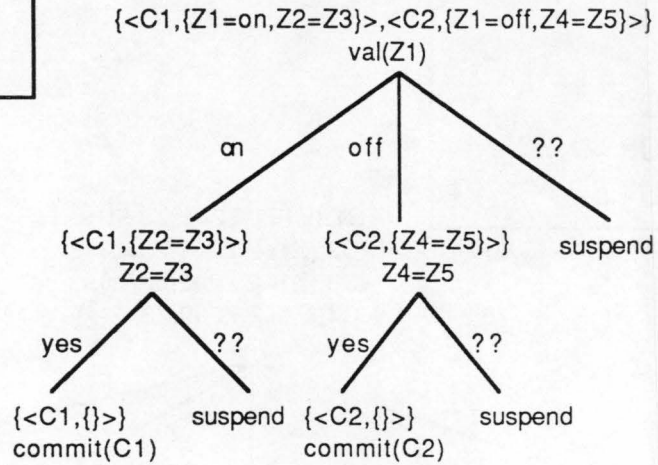 {<C1,{Z1=on,Z2=Z3}>,<C2,{Z1=off,Z4=Z5}>}
val(Z1)
on off ??
{<C1,{Z2=Z3}>} {<C2,{Z4=Z5}>} suspend
Z2=Z3 Z4=Z5
yes ?? yes ??
{<C1,{}>} suspend {<C2,{}>} suspend
commit(C1) commit(C2)